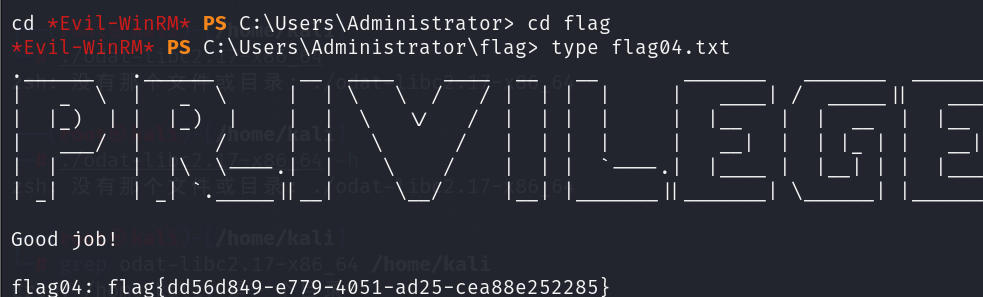 cd *Evil-WinRM* PS C:\Users\Administrator> cd flag
*Evil-WinRM* PS C:\Users\Administrator\flag> type flag04.txt
PRIVILEGE
Good job!
flag04: flag{dd56d849-e779-4051-ad25-cea88e252285}